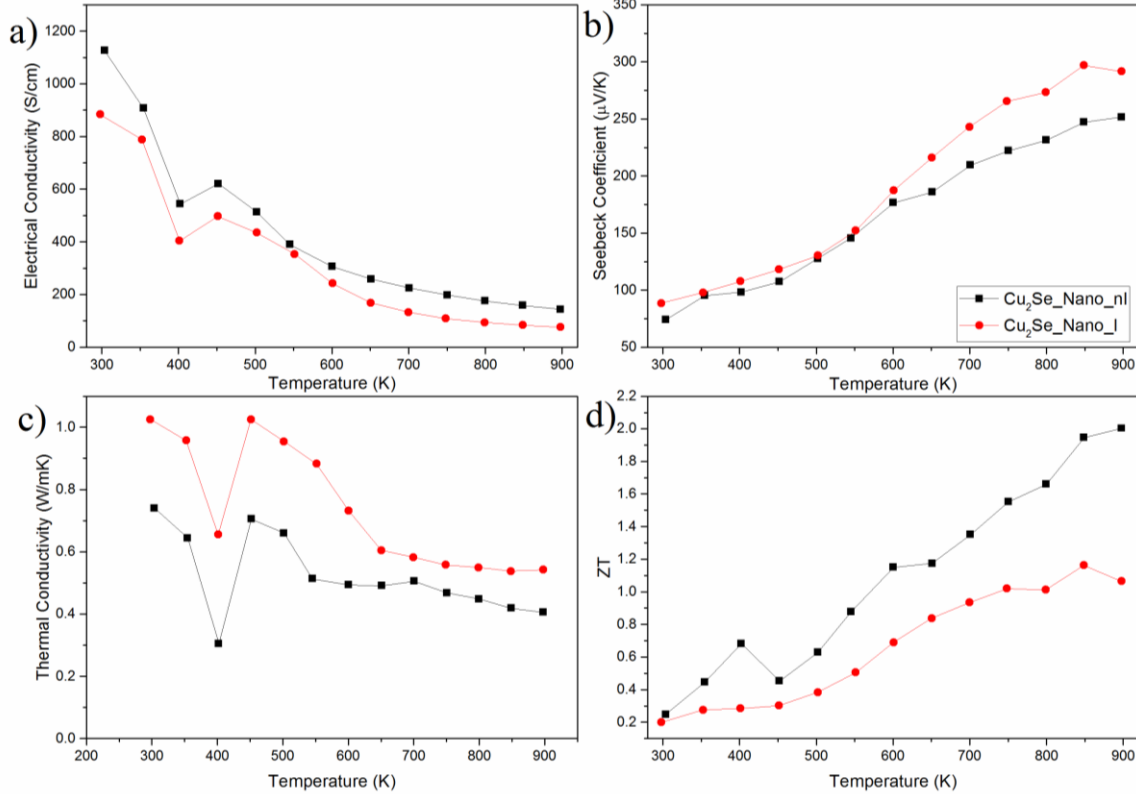 a)
1200
1000
800
600
400
200
0
Electrical Conductivity (S/cm)
300 400 500 600 700 800 900
Temperature (K)
b)
350
300
250
200
150
100
50
Seebeck Coefficient (μV/K)
300 400 500 600 700 800 900
Temperature (K)
Cu₂Se_Nano_nI
Cu₂Se_Nano_I
c)
1.0
0.8
0.6
0.4
0.2
0.0
Thermal Conductivity (W/mK)
200 300 400 500 600 700 800 900
Temperature (K)
d)
2.2
2.0
1.8
1.6
1.4
1.2
1.0
0.8
0.6
0.4
0.2
ZT
300 400 500 600 700 800 900
Temperature (K)